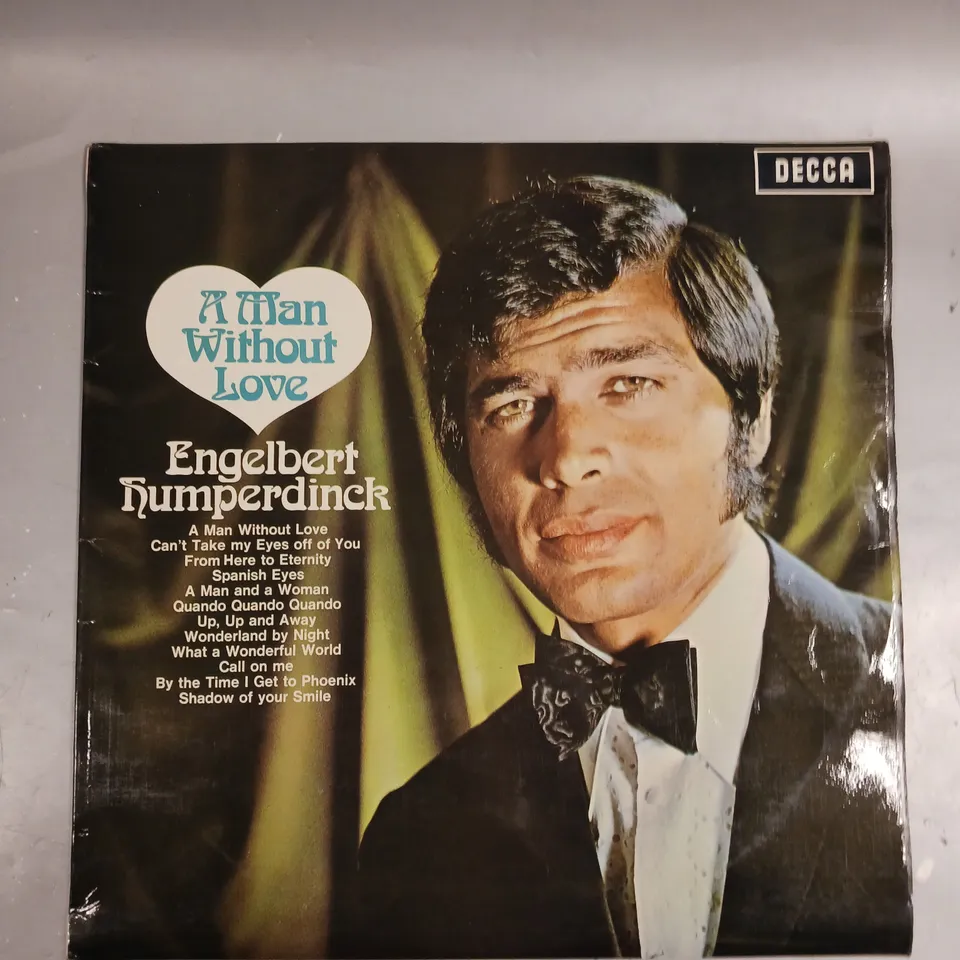 DECCA
A Man
Without
Love
Engelbert
Humperdinck
A Man Without Love
Can't Take my Eyes off of You
From Here to Eternity
Spanish Eyes
A Man and a Woman
Quando Quando Quando
Up, Up and Away
Wonderland by Night
What a Wonderful World
Call on me
By the Time I Get to Phoenix
Shadow of your Smile